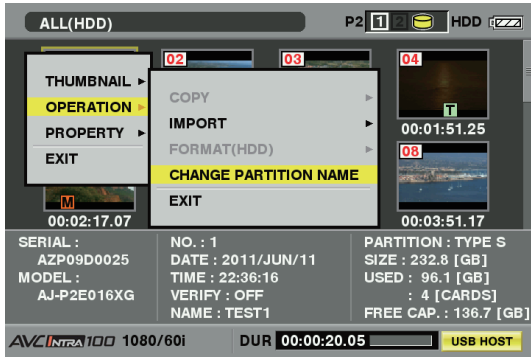 ALL(HDD) P2 1 2 HDD
THUMBNAIL
OPERATION
PROPERTY
EXIT
COPY
IMPORT
FORMAT(HDD)
CHANGE PARTITION NAME
EXIT
02 03 04
T
00:01:51.25
08
M
00:02:17.07 00:03:51.17
SERIAL :
AZP09D0025
MODEL :
AJ-P2E016XG
NO. : 1
DATE : 2011/JUN/11
TIME : 22:36:16
VERIFY : OFF
NAME : TEST1
PARTITION : TYPE S
SIZE : 232.8 [GB]
USED : 96.1 [GB]
: 4 [CARDS]
FREE CAP. : 136.7 [GB]
AVC INTRA 100 1080/60i DUR 00:00:20.05 USB HOST